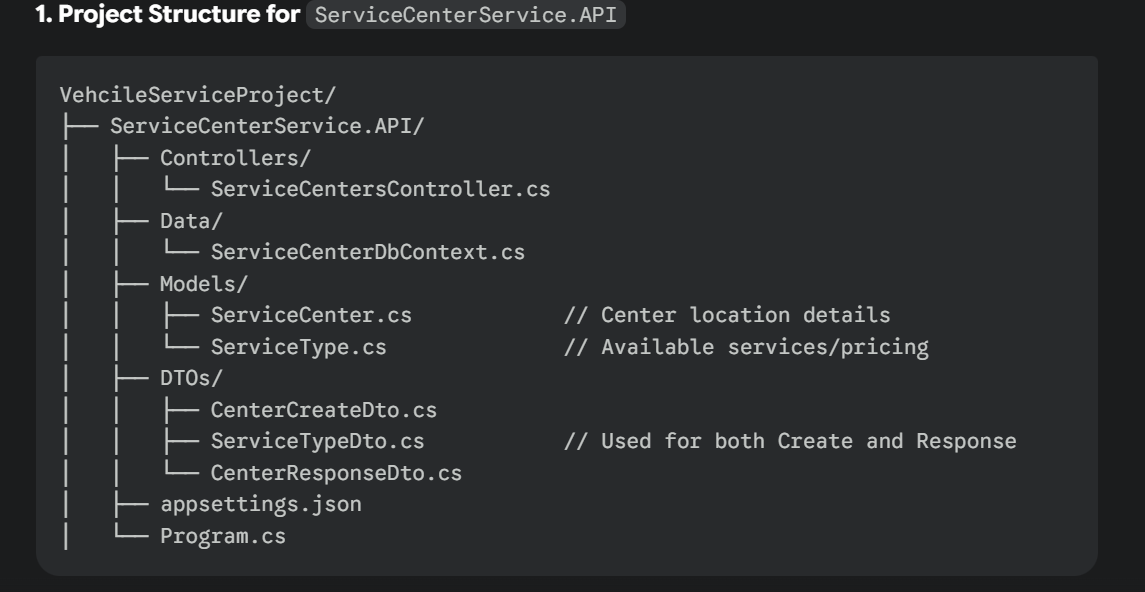 1. Project Structure for ServiceCenterService.API
VehcileServiceProject/
├── ServiceCenterService.API/
│   ├── Controllers/
│   │   └── ServiceCentersController.cs
│   ├── Data/
│   │   └── ServiceCenterDbContext.cs
│   ├── Models/
│   │   ├── ServiceCenter.cs            // Center location details
│   │   └── ServiceType.cs              // Available services/pricing
│   ├── DTOs/
│   │   ├── CenterCreateDto.cs
│   │   ├── ServiceTypeDto.cs           // Used for both Create and Response
│   │   └── CenterResponseDto.cs
│   ├── appsettings.json
│   └── Program.cs